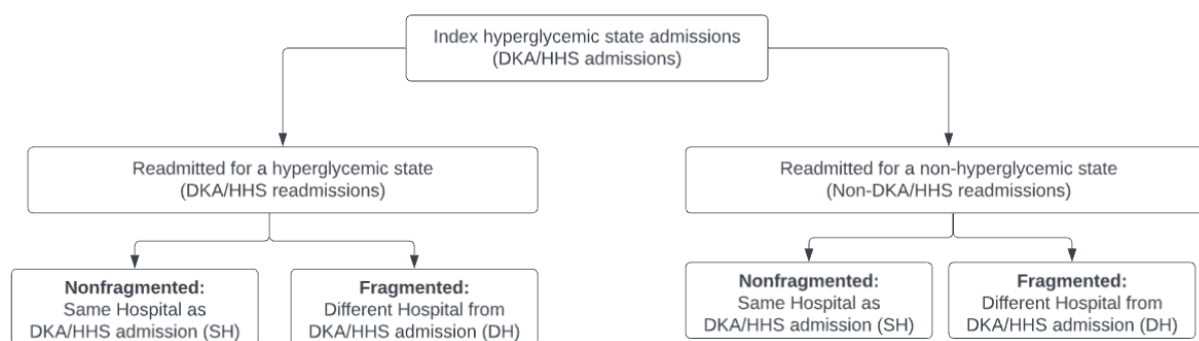 Index hyperglycemic state admissions
(DKA/HHS admissions)
Readmitted for a hyperglycemic state
(DKA/HHS readmissions)
Readmitted for a non-hyperglycemic state
(Non-DKA/HHS readmissions)
Nonfragmented:
Same Hospital as
DKA/HHS admission (SH)
Fragmented:
Different Hospital from
DKA/HHS admission (DH)
Nonfragmented:
Same Hospital as
DKA/HHS admission (SH)
Fragmented:
Different Hospital from
DKA/HHS admission (DH)